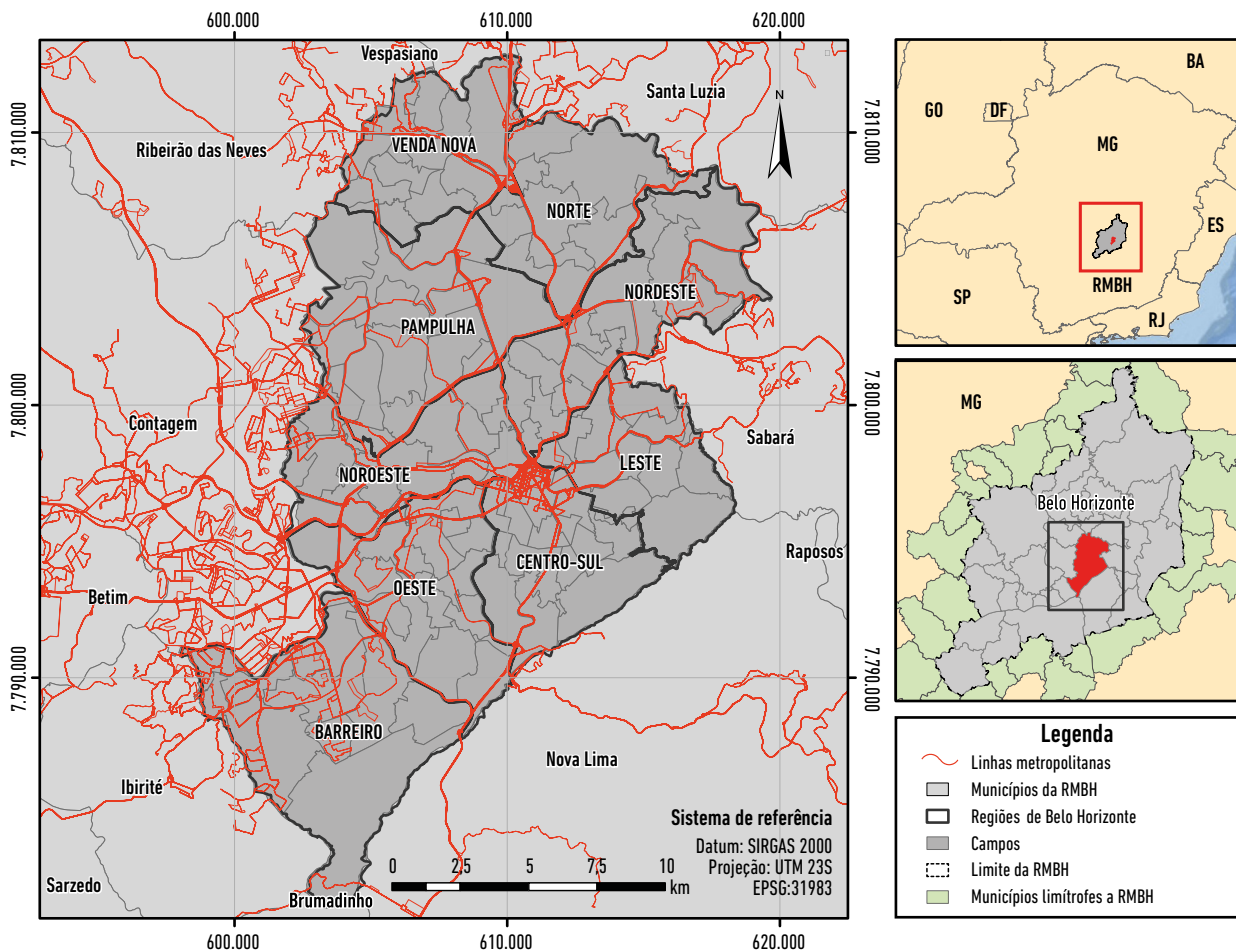 600.000
610.000
620.000
7.810.000
7.800.000
7.790.000
Vespasiano
Santa Luzia
N
Ribeirão das Neves
VENDA NOVA
NORTE
NORDESTE
PAMPULHA
Contagem
Sabará
NOROESTE
LESTE
CENTRO-SUL
Raposos
OESTE
Betim
BARREIRO
Nova Lima
Ibirité
Sarzedo
Brumadinho
Sistema de referência
Datum: SIRGAS 2000
Projeção: UTM 23S
EPSG:31983
0 2,5 5 7,5 10
km
600.000
610.000
620.000
7.810.000
7.800.000
7.790.000
BA
GO
DF
MG
ES
RMBH
SP
RJ
MG
Belo Horizonte
Legenda
Linhas metropolitanas
Municípios da RMBH
Regiões de Belo Horizonte
Campos
Limite da RMBH
Municípios limítrofes a RMBH